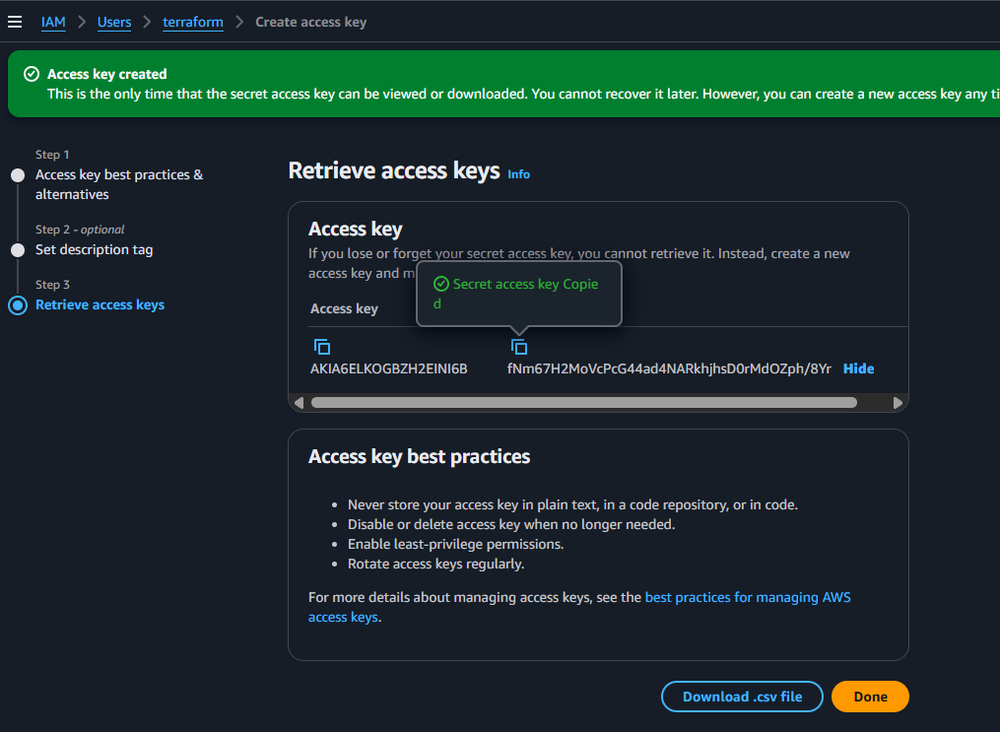 IAM > Users > terraform > Create access key
Access key created
This is the only time that the secret access key can be viewed or downloaded. You cannot recover it later. However, you can create a new access key any
Step 1
Access key best practices &
alternatives
Step 2 - optional
Set description tag
Step 3
Retrieve access keys
Retrieve access keys Info
Access key
If you lose or forget your secret access key, you cannot retrieve it. Instead, create a new
access key and
Secret access key Copie
d
Access key
AKIA6ELKOGBZH2EINI6B fNm67H2MoVcPcG44ad4NARkhjhsD0rMdOZph/8Yr Hide
Access key best practices
• Never store your access key in plain text, in a code repository, or in code.
• Disable or delete access key when no longer needed.
• Enable least-privilege permissions.
• Rotate access keys regularly.
For more details about managing access keys, see the best practices for managing AWS
access keys.
Download .csv file
Done